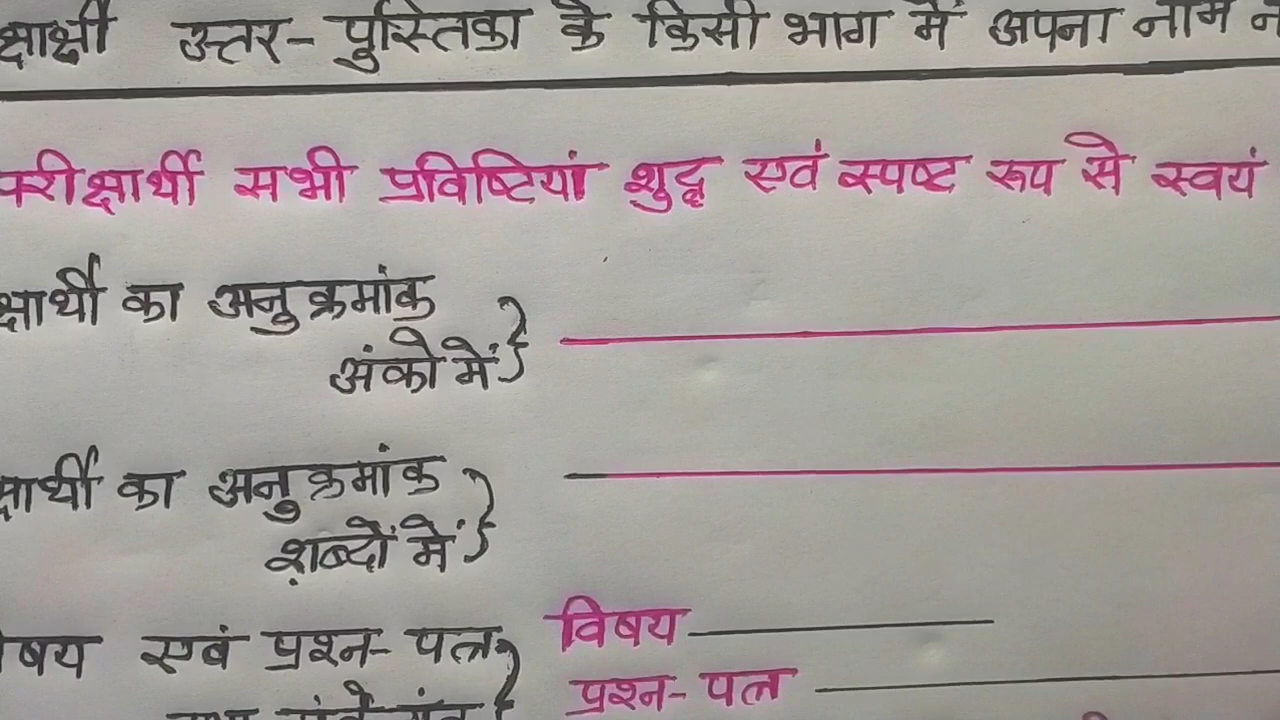 क्षार्थी उत्तर- पुस्तिका के किसी भाग में अपना नाम न
परीक्षार्थी सभी प्रविष्टियां शुद्ध एवं स्पष्ट रूप से स्वयं
क्षार्थी का अनुक्रमांक
अंको में
क्षार्थी का अनुक्रमांक
शब्दों में
विषय एवं प्रश्न- पत्र
विषय
प्रश्न- पत्र